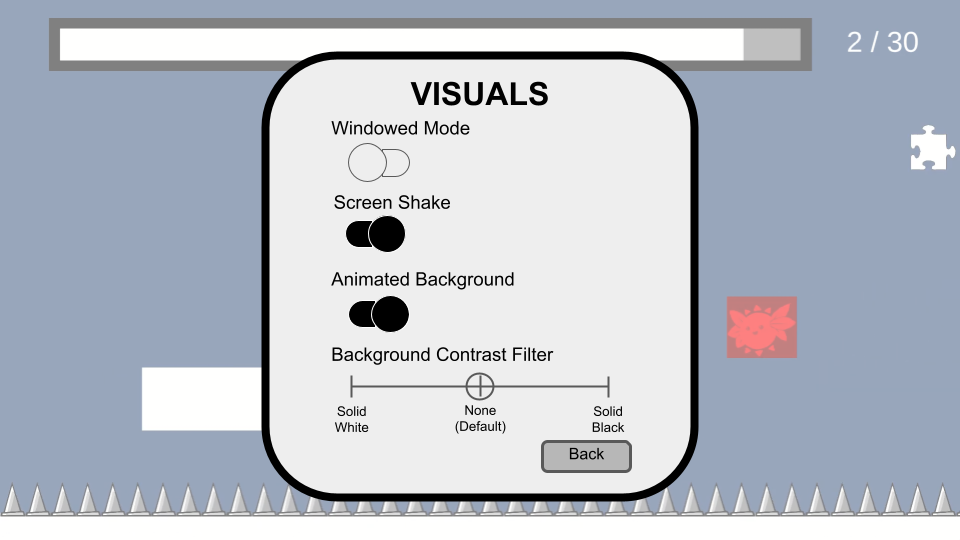 2 / 30
VISUALS
Windowed Mode
Screen Shake
Animated Background
Background Contrast Filter
Solid
White
None
(Default)
Solid
Black
Back